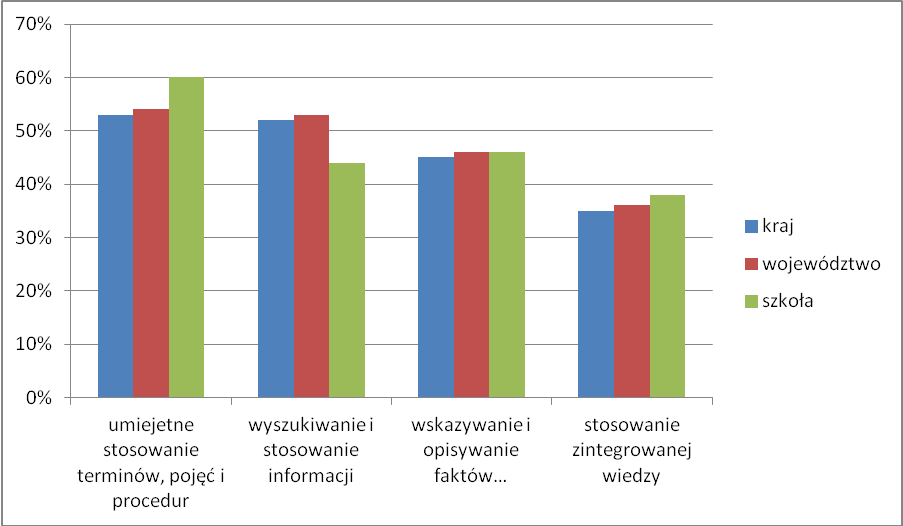 70%
60%
50%
40%
30%
20%
10%
0%
umiejetne
stosowanie
terminów, pojęć i
procedur
wyszukiwanie i
stosowanie
informacji
wskazywanie i
opisywanie
faktów...
stosowanie
zintegrowanej
wiedzy
kraj
województwo
szkoła